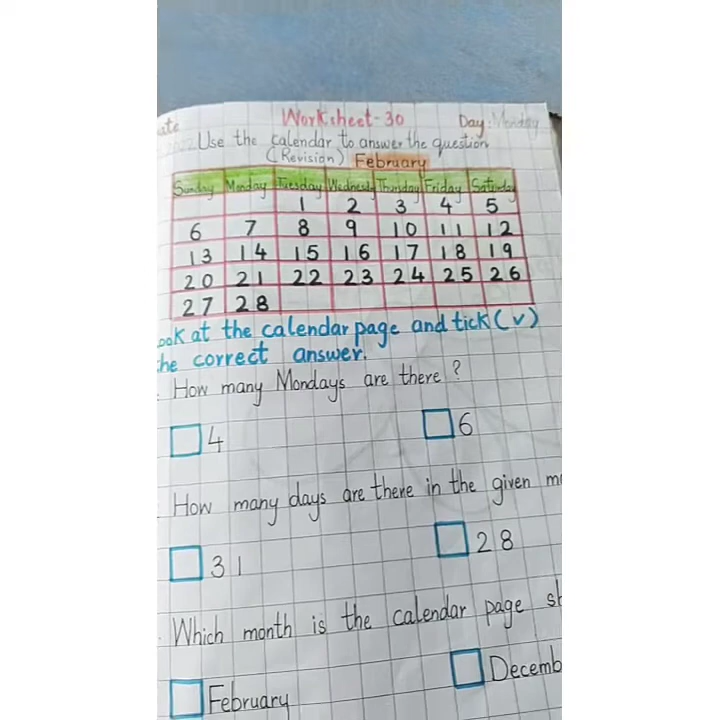 ate
Worksheet-30
Day: Monday
2022 Use the calendar to answer the question
(Revision) February
Sunday Monday Tuesday Wednesday Thursday Friday Saturday
1 2 3 4 5
6 7 8 9 10 11 12
13 14 15 16 17 18 19
20 21 22 23 24 25 26
27 28
ook at the calendar page and tick (v)
he correct answer.
How many Mondays are there ?
4 6
How many days are there in the given m
31 28
Which month is the calendar page sh
February Decemb